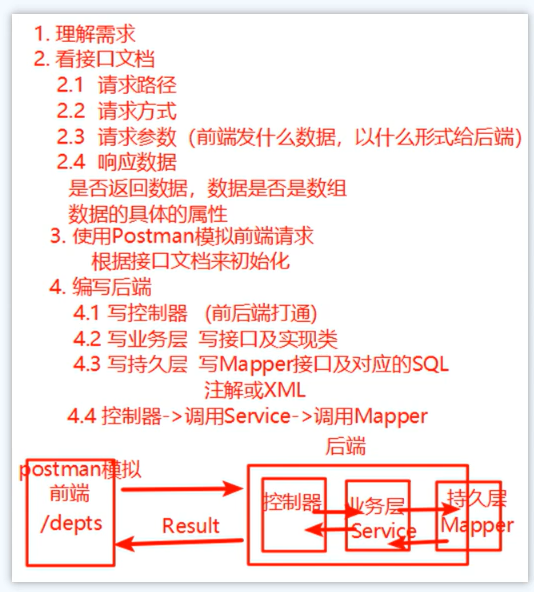 1. 理解需求
2. 看接口文档
2.1 请求路径
2.2 请求方式
2.3 请求参数（前端发什么数据，以什么形式给后端）
2.4 响应数据
是否返回数据，数据是否是数组
数据的具体的属性
3. 使用Postman模拟前端请求
根据接口文档来初始化
4. 编写后端
4.1 写控制器 (前后端打通)
4.2 写业务层 写接口及实现类
4.3 写持久层 写Mapper接口及对应的SQL
注解或XML
4.4 控制器->调用Service->调用Mapper
后端
postman模拟
前端
/depts
Result
控制器
业务层
Service
持久层
Mapper